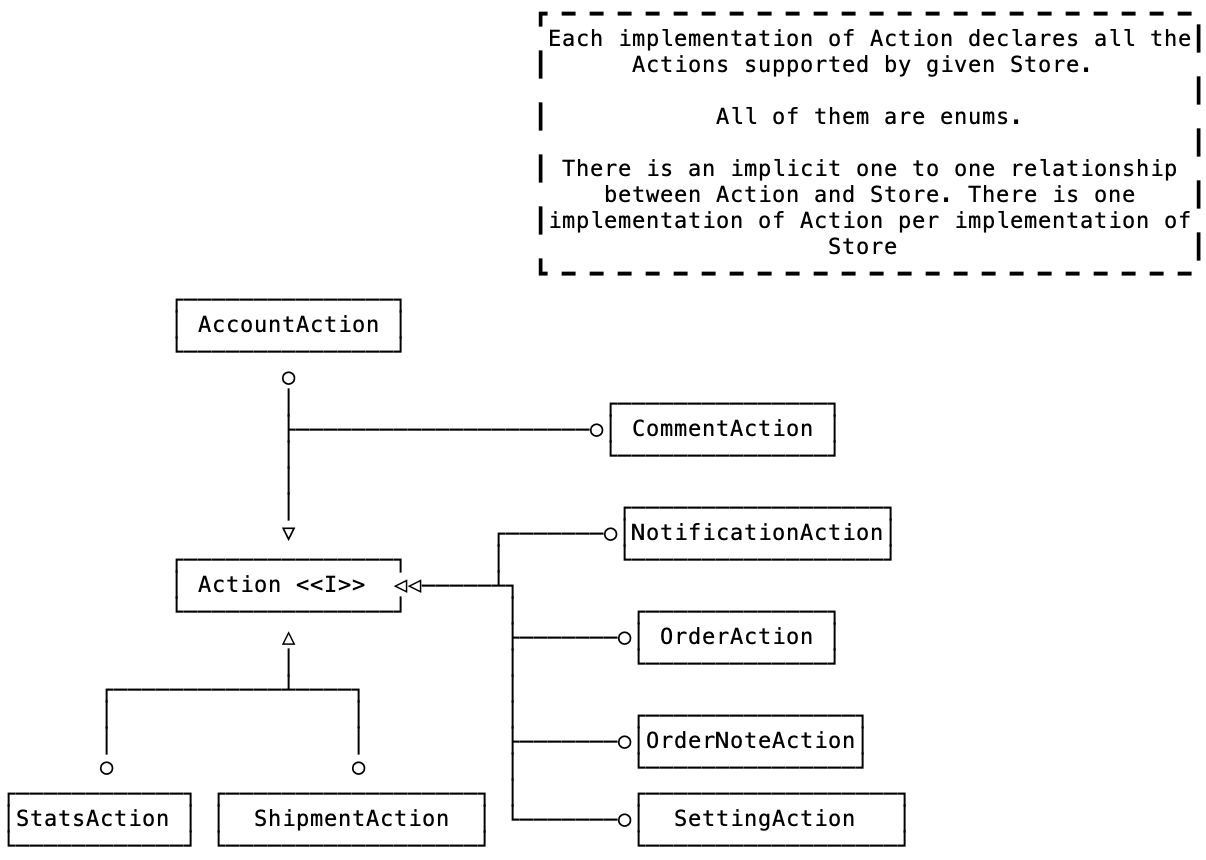 Each implementation of Action declares all the
Actions supported by given Store.
All of them are enums.
There is an implicit one to one relationship
between Action and Store. There is one
implementation of Action per implementation of
Store
AccountAction
CommentAction
NotificationAction
Action <<I>>
OrderAction
OrderNoteAction
StatsAction
ShipmentAction
SettingAction